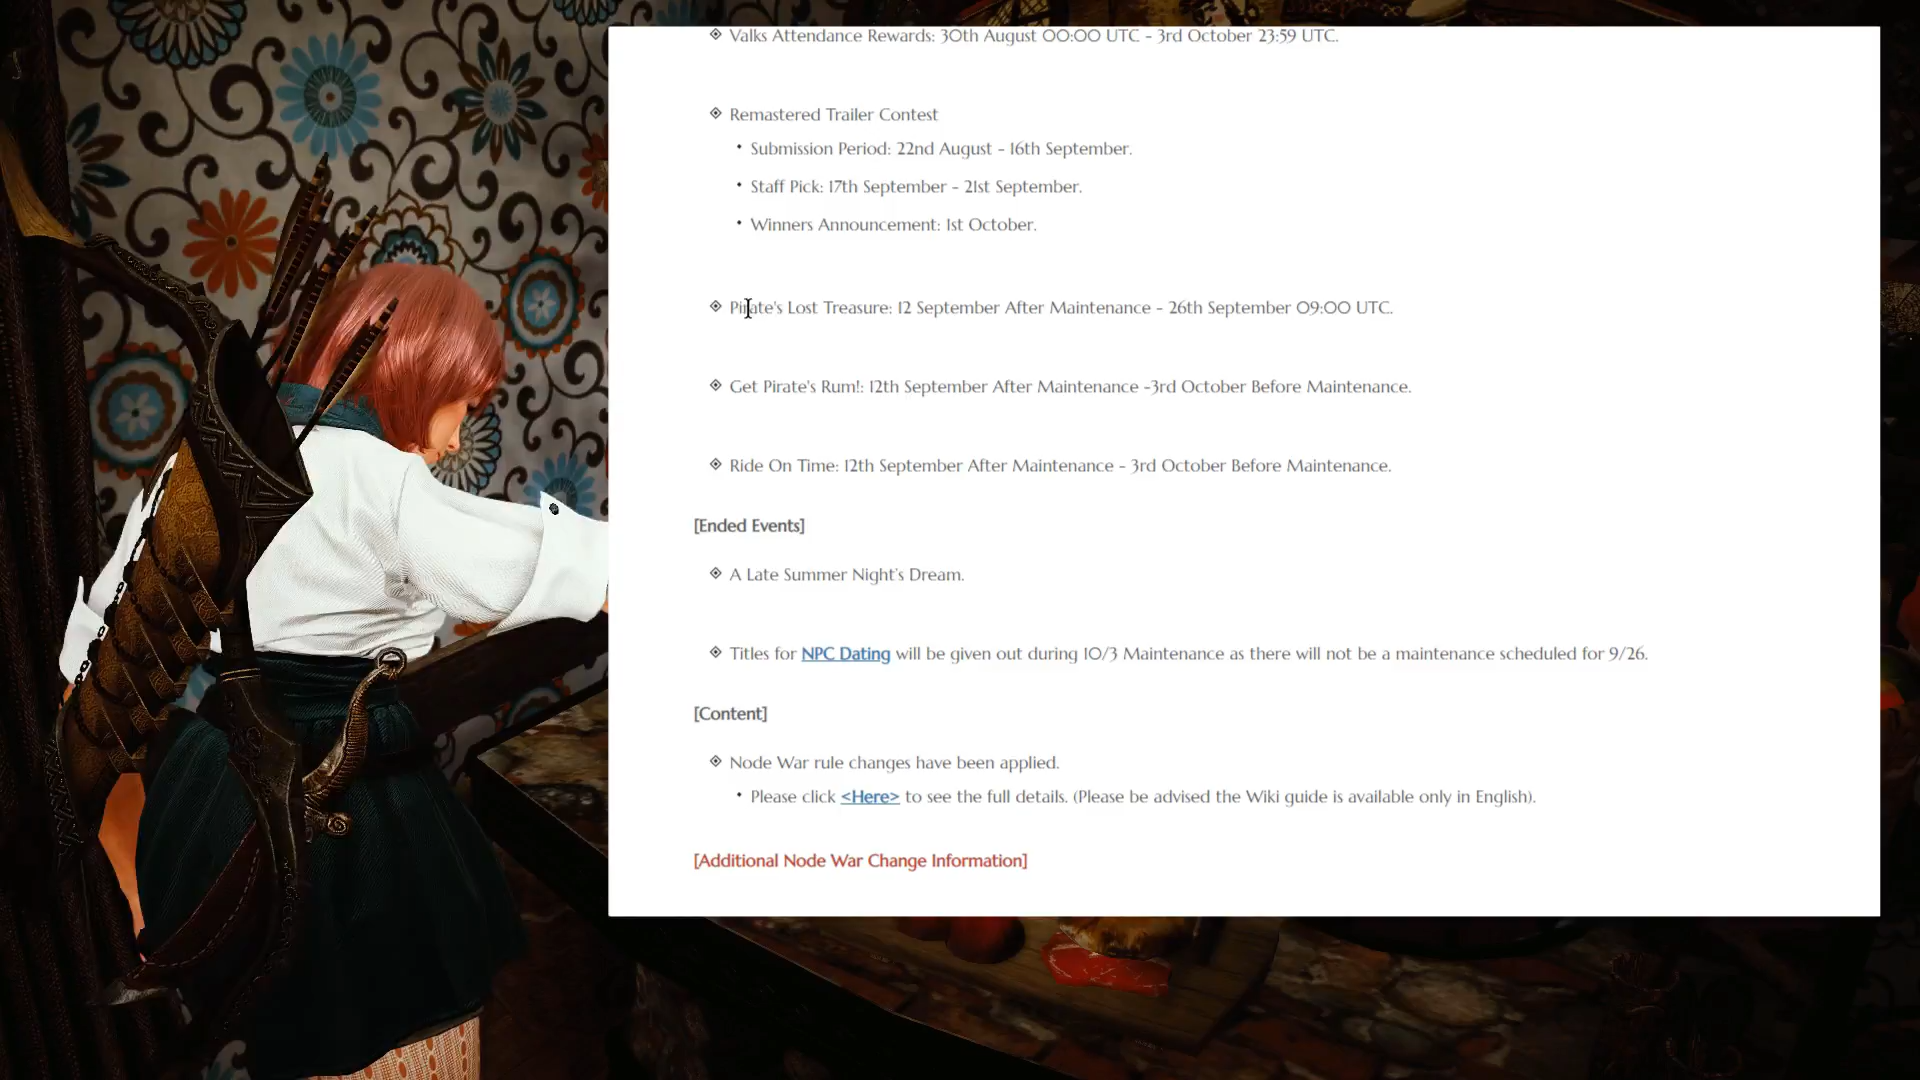 Valks Attendance Rewards: 30th August 00:00 UTC - 3rd October 23:59 UTC.
Remastered Trailer Contest
Submission Period: 22nd August - 16th September.
Staff Pick: 17th September - 21st September.
Winners Announcement: 1st October.
Pirate's Lost Treasure: 12 September After Maintenance - 26th September 09:00 UTC.
Get Pirate's Rum!: 12th September After Maintenance -3rd October Before Maintenance.
Ride On Time: 12th September After Maintenance - 3rd October Before Maintenance.
[Ended Events]
A Late Summer Night's Dream.
Titles for NPC Dating will be given out during 10/3 Maintenance as there will not be a maintenance scheduled for 9/26.
[Content]
Node War rule changes have been applied.
Please click <Here> to see the full details. (Please be advised the Wiki guide is available only in English).
[Additional Node War Change Information]